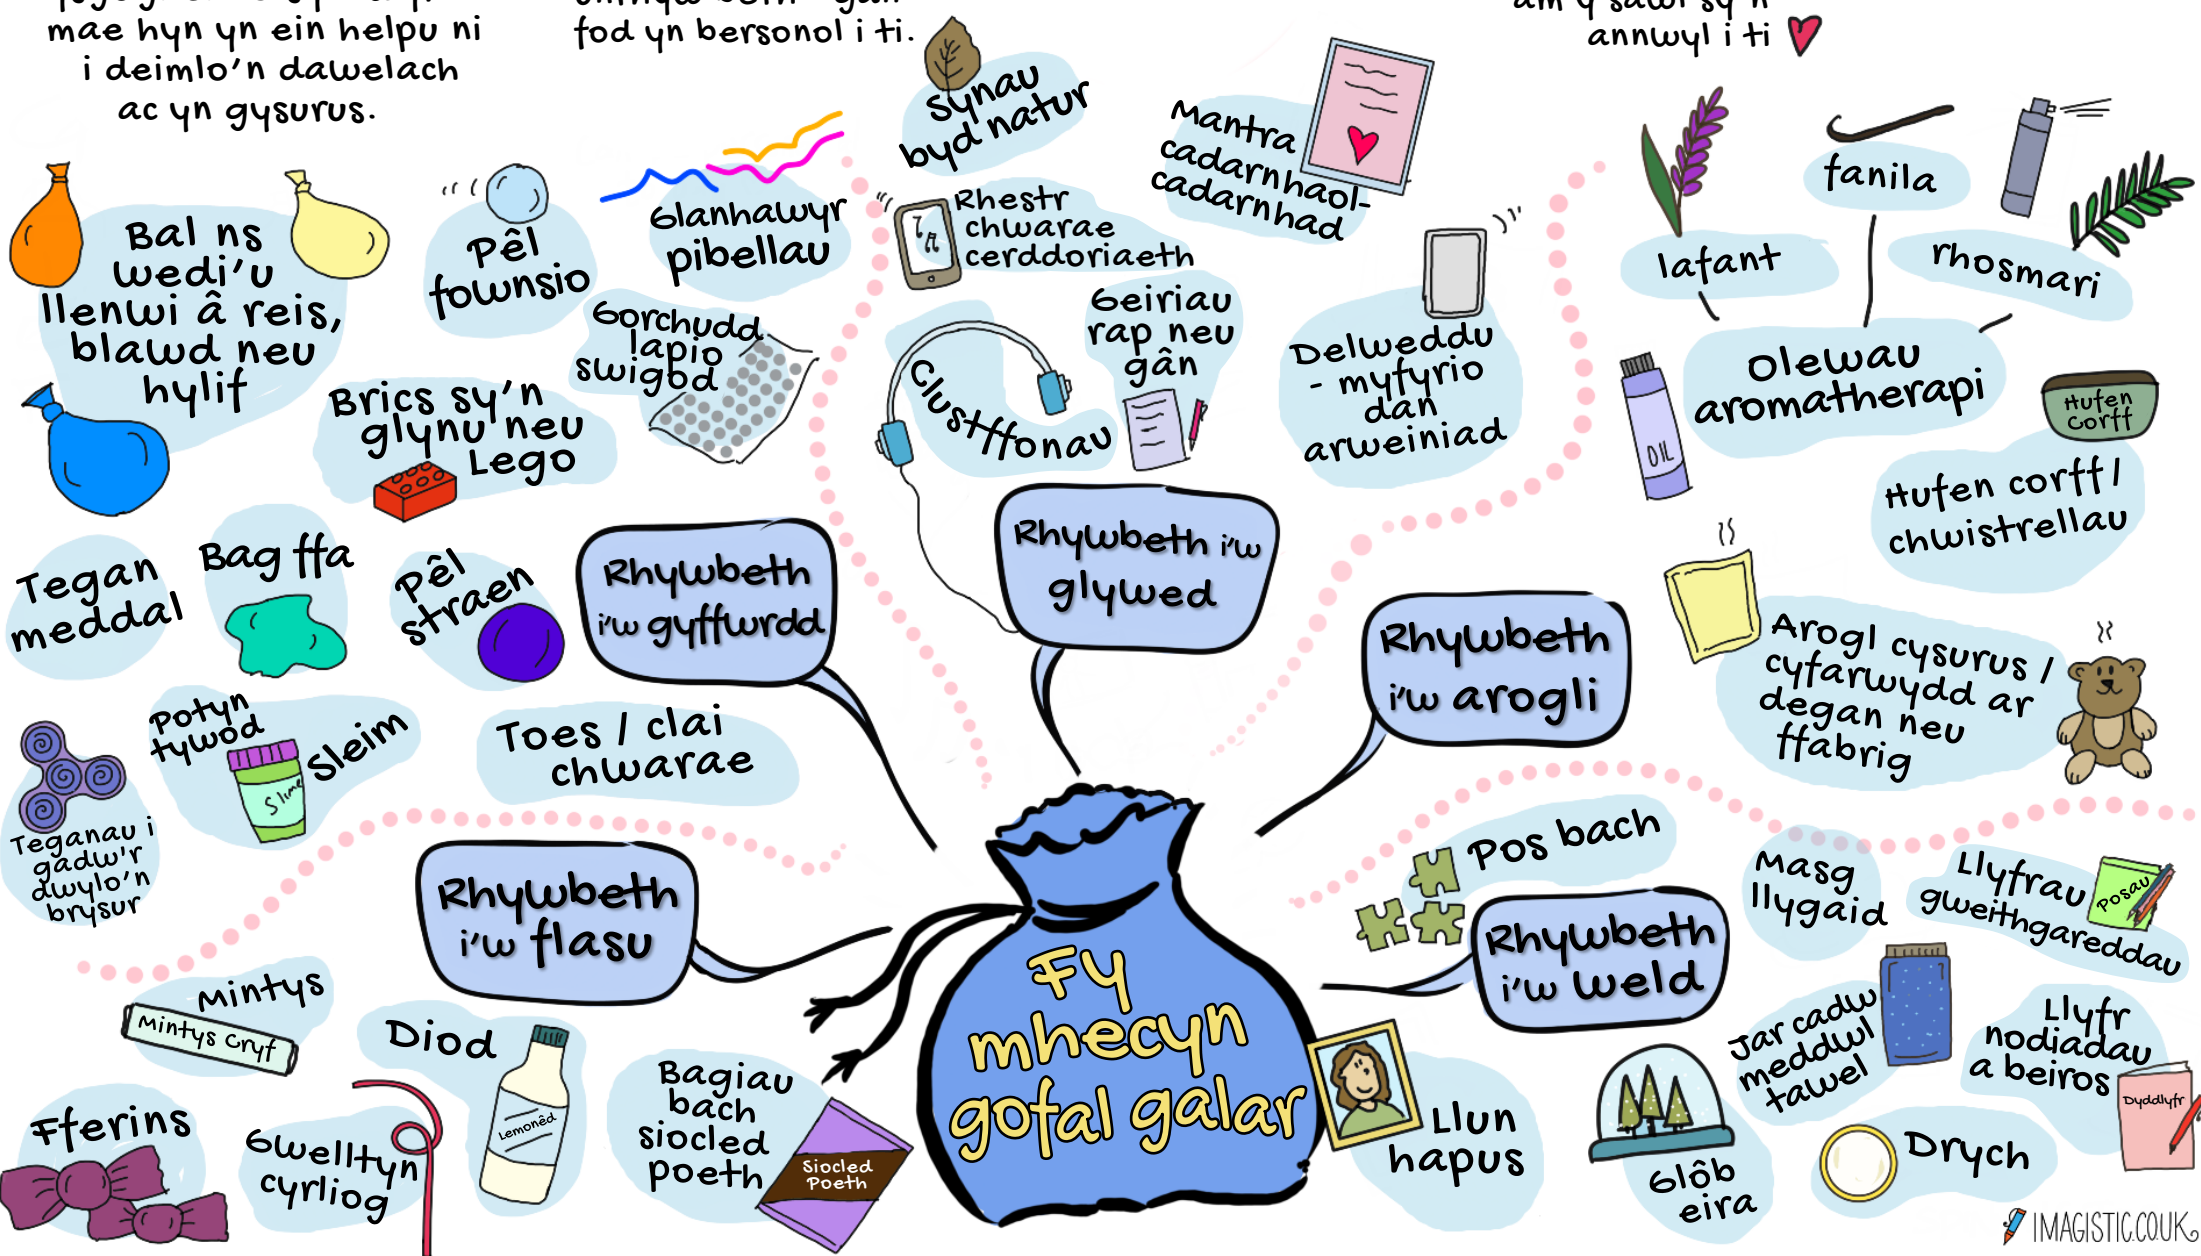 mae hyn yn ein helpu ni
i deimlo'n dawelach
ac yn gysurus.
fod yn bersonol i ti.
annwyl i ti
Synau
byd natur
Mantra
cadarnhaol-
cadarnhad
Rhestr
chwarae
cerddoriaeth
Geiriau
rap neu
gân
Clustffonau
Delweddu
- myfyrio
dan
arweiniad
Rhywbeth i'w
glywed
Bal ns
wedi'u
llenwi â reis,
blawd neu
hylif
Pêl
fownsio
Glanhawyr
pibellau
Gorchudd
lapio
swigod
Brics sy'n
glynu neu
Lego
Tegan
meddal
Bag ffa
Pêl
straen
Potyn
tywod
Slime
Sleim
Toes / clai
chwarae
Teganau i
gadw'r
dwylo'n
brysur
Rhywbeth
i'w gyffwrdd
fanila
lafant
rhosmari
Olewau
aromatherapi
OIL
Hufen
Corff
Hufen corff /
chwistrellau
Arogl cysurus /
cyfarwydd ar
degan neu
ffabrig
Rhywbeth
i'w arogli
Rhywbeth
i'w flasu
Mintys
Mintys Cryf
Diod
Lemonêd
Fferins
Gwelltyn
cyrliog
Bagiau
bach
siocled
poeth
Siocled
Poeth
Fy
mhecyn
gofal galar
Pos bach
Rhywbeth
i'w weld
Masg
llygaid
Llyfrau
gweithgareddau
Posau
Jar cadw
meddwl
tawel
Llyfr
nodiadau
a beiros
Dyddlyfr
Llun
hapus
Glôb
eira
Drych
IMAGISTIC.CO.UK